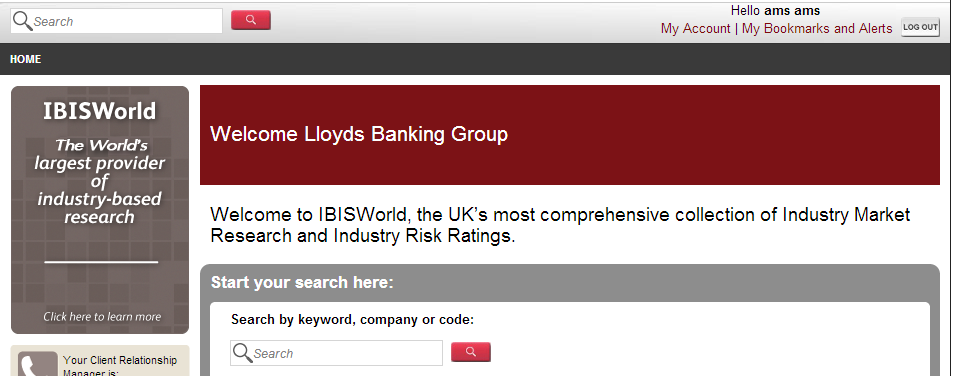 Search
Hello ams ams
My Account | My Bookmarks and Alerts
LOG OUT
HOME
IBISWorld
The World's
largest provider
of
industry-based
research
Click here to learn more
Your Client Relationship
Manager is:
Welcome Lloyds Banking Group
Welcome to IBISWorld, the UK's most comprehensive collection of Industry Market
Research and Industry Risk Ratings.
Start your search here:
Search by keyword, company or code:
Search